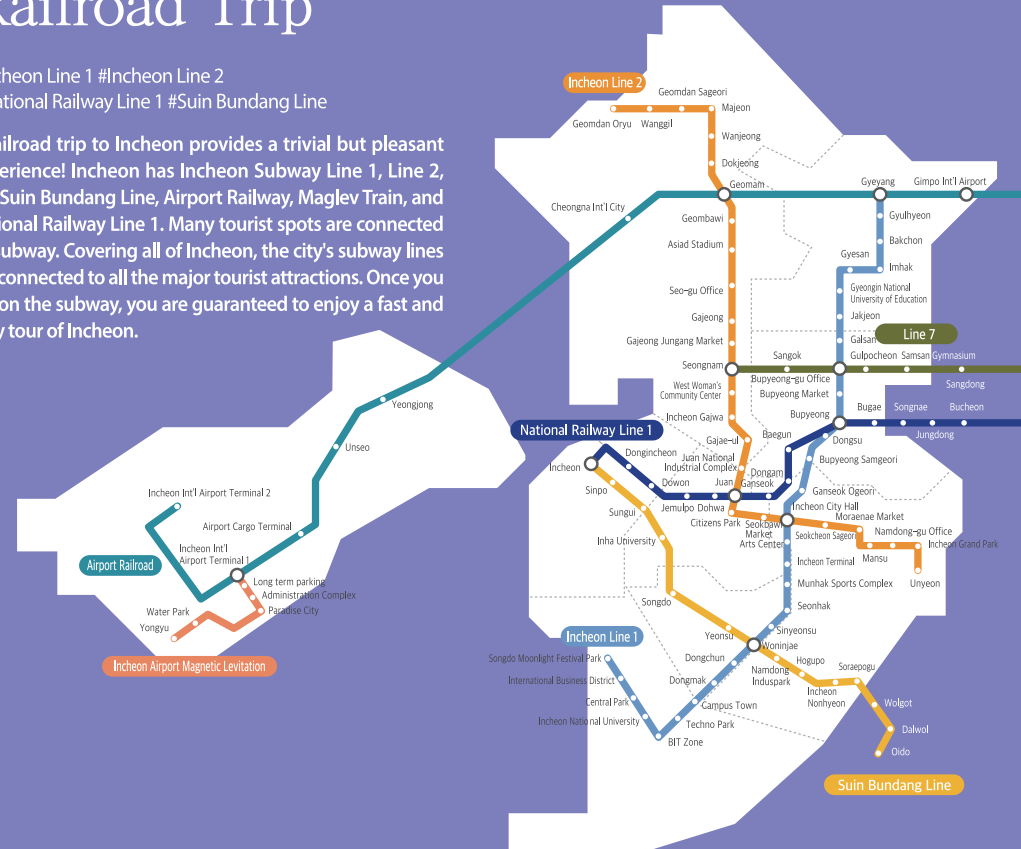 Railroad Trip
cheon Line 1 #Incheon Line 2
ational Railway Line 1 #Suin Bundang Line
ilroad trip to Incheon provides a trivial but pleasant
perience! Incheon has Incheon Subway Line 1, Line 2,
Suin Bundang Line, Airport Railway, Maglev Train, and
ional Railway Line 1. Many tourist spots are connected
subway. Covering all of Incheon, the city's subway lines
connected to all the major tourist attractions. Once you
on the subway, you are guaranteed to enjoy a fast and
y tour of Incheon.
Incheon Line 2
Geomdan Sageori
Majeon
Geomdan Oryu
Wanggil
Wanjeong
Dokjeong
Geomam
Gyeyang
Gimpo Int'l Airport
Cheongna Int'l City
Geombawi
Gyulhyeon
Asiad Stadium
Bakchon
Gyesan
Imhak
Seo-gu Office
Gyeongin National
University of Education
Gajeong
Jakjeon
Line 7
Gajeong Jungang Market
Galsan
Seongnam
Sangok
Gulpocheon
Samsan Gymnasium
Bupyeong-gu Office
Sangdong
West Woman's
Community Center
Bupyeong Market
Incheon Gajwa
Bupyeong
Bugae
Songnae
Bucheon
National Railway Line 1
Gajae-ul
Baegun
Dongsu
Jungdong
Incheon
Dongincheon
Juan National
Industrial Complex
Bupyeong Samgeori
Dongam
Sinpo
Dowon
Juan
Ganseok
Ganseok Ogeori
Sungui
Jemulpo
Dohwa
Incheon City Hall
Citizens Park
Seokbawi
Market
Moraenae Market
Inha University
Arts Center
Seokcheon Sageori
Namdong-gu Office
Incheon Grand Park
Mansu
Incheon Terminal
Unyeon
Munhak Sports Complex
Songdo
Seonhak
Yeonsu
Sinyeonsu
Woninjae
Incheon Line 1
Songdo Moonlight Festival Park
Dongchun
Namdong
Induspark
Hogupo
Soraepogu
International Business District
Dongmak
Incheon
Nonhyeon
Central Park
Campus Town
Wolgot
Incheon National University
Techno Park
Dalwol
BIT Zone
Oido
Suin Bundang Line
Yeongjong
Unseo
Incheon Int'l Airport Terminal 2
Airport Cargo Terminal
Airport Railroad
Incheon Int'l
Airport Terminal 1
Long term parking
Administration Complex
Water Park
Paradise City
Yongyu
Incheon Airport Magnetic Levitation